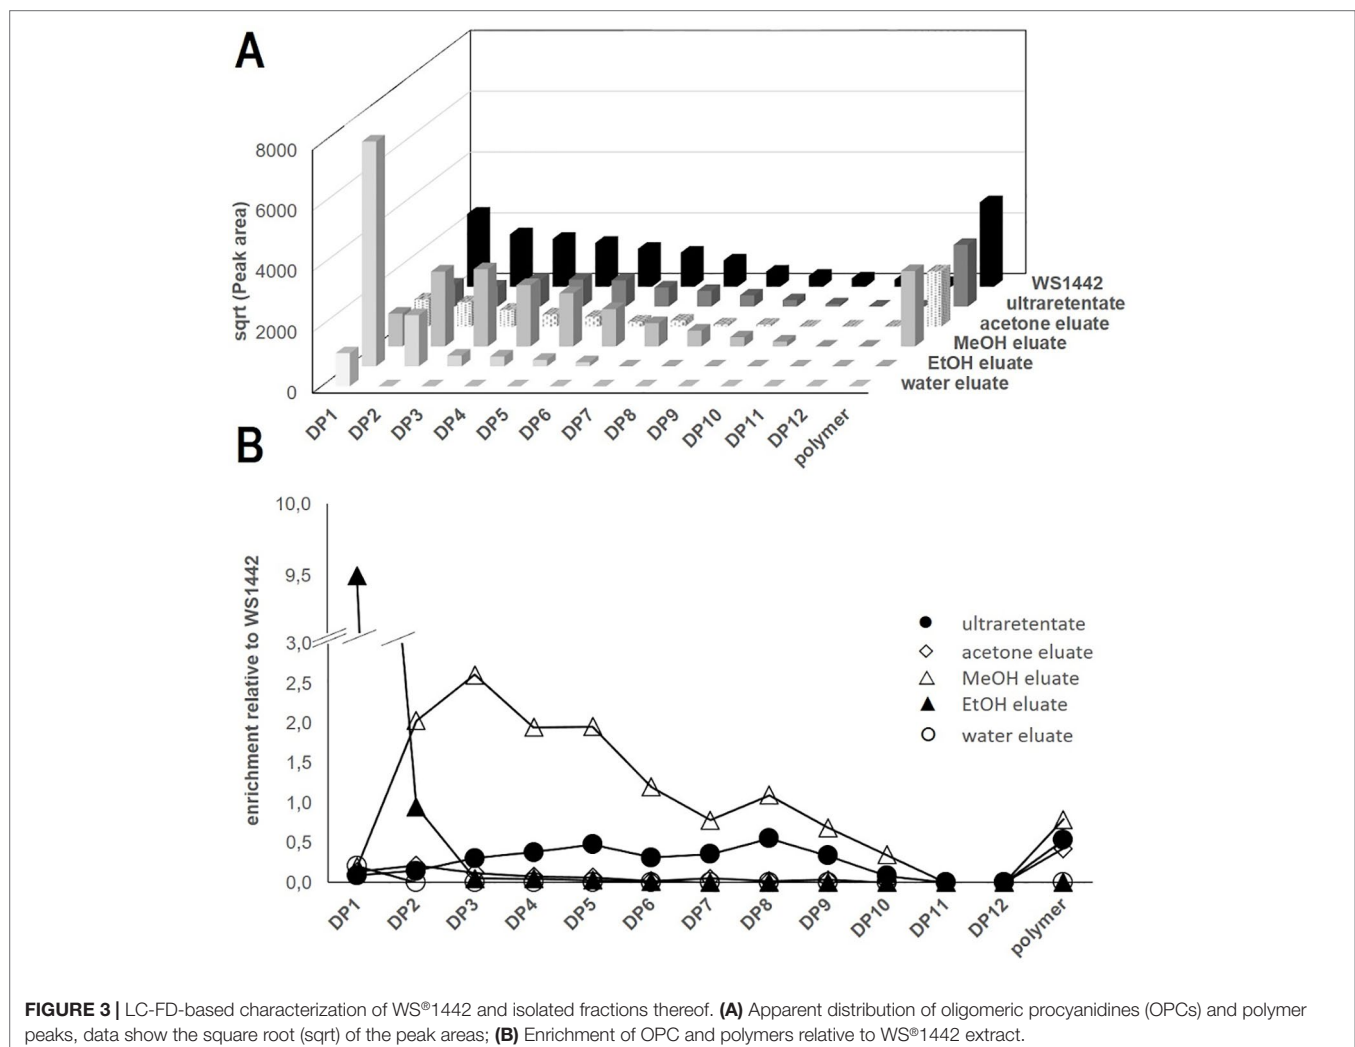 A
8000
6000
4000
2000
0
sqrt (Peak area)
WS1442
ultraretentate
acetone eluate
MeOH eluate
EtOH eluate
water eluate
DP1 DP2 DP3 DP4 DP5 DP6 DP7 DP8 DP9 DP10 DP11 DP12 polymer
B
10,0
9,5
3,0
2,5
2,0
1,5
1,0
0,5
0,0
enrichment relative to WS1442
ultraretentate
acetone eluate
MeOH eluate
EtOH eluate
water eluate
DP1 DP2 DP3 DP4 DP5 DP6 DP7 DP8 DP9 DP10 DP11 DP12 polymer
FIGURE 3 | LC-FD-based characterization of WS®1442 and isolated fractions thereof. (A) Apparent distribution of oligomeric procyanidines (OPCs) and polymer
peaks, data show the square root (sqrt) of the peak areas; (B) Enrichment of OPC and polymers relative to WS®1442 extract.